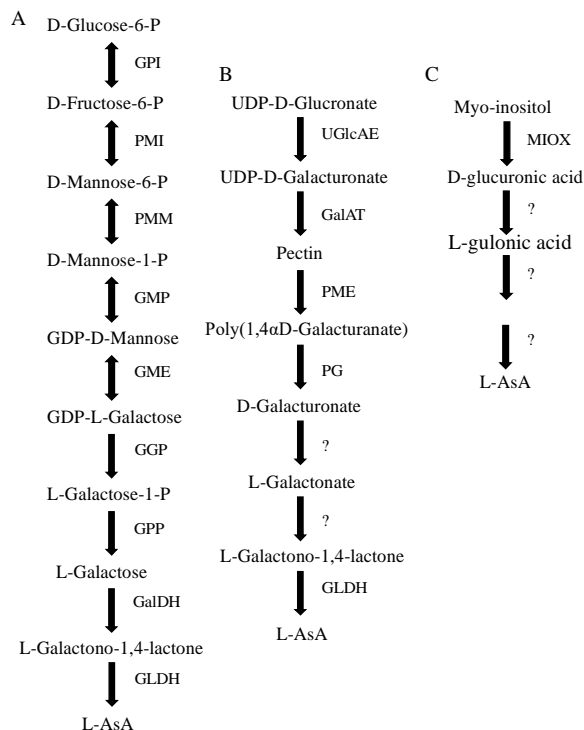 A
D-Glucose-6-P
GPI
D-Fructose-6-P
PMI
D-Mannose-6-P
PMM
D-Mannose-1-P
GMP
GDP-D-Mannose
GME
GDP-L-Galactose
GGP
L-Galactose-1-P
GPP
L-Galactose
GalDH
L-Galactono-1,4-lactone
GLDH
L-AsA
B
UDP-D-Glucronate
UGlcAE
UDP-D-Galacturonate
GalAT
Pectin
PME
Poly(1,4αD-Galacturanate)
PG
D-Galacturonate
?
L-Galactonate
?
L-Galactono-1,4-lactone
GLDH
L-AsA
C
Myo-inositol
MIOX
D-glucuronic acid
?
L-gulonic acid
?
?
L-AsA